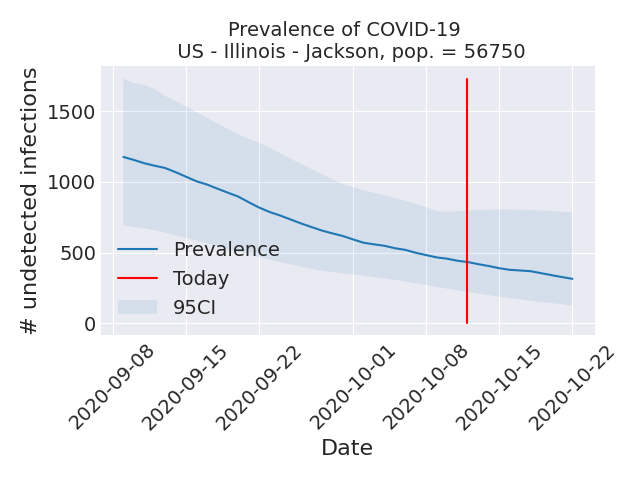 Prevalence of COVID-19
US - Illinois - Jackson, pop. = 56750
# undetected infections
1500
1000
500
0
Prevalence
Today
95CI
2020-09-08
2020-09-15
2020-09-22
2020-10-01
2020-10-08
2020-10-15
2020-10-22
Date